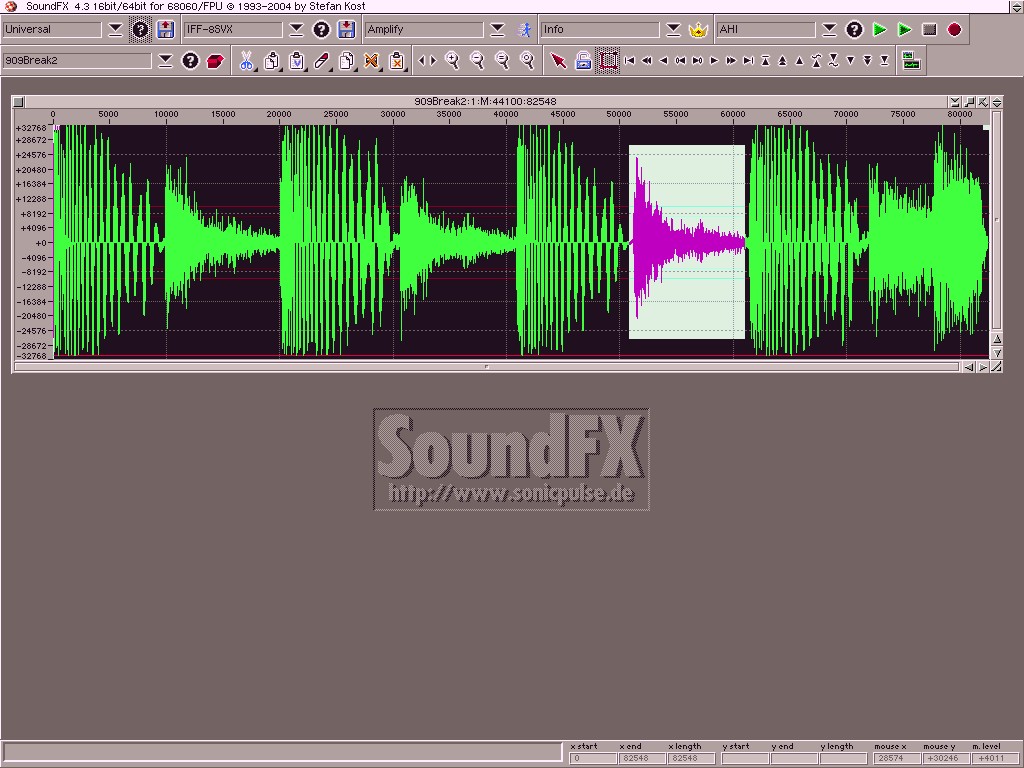 SoundFX 4.3 16bit/64bit for 68060/FPU © 1993-2004 by Stefan Kost
Universal IFF-8SVX Amplify Info AHI
909Break2
909Break2:1:M:44100:82548
0 5000 10000 15000 20000 25000 30000 35000 40000 45000 50000 55000 60000 65000 70000 75000 80000
+32768
+28672
+24576
+20480
+16384
+12288
+8192
+4096
+0
-4096
-8192
-12288
-16384
-20480
-24576
-28672
-32768
SoundFX
http://www.sonicpulse.de
x start x end x length y start y end y length mouse x mouse y m. level
0 82548 82548 28574 +30246 +4011